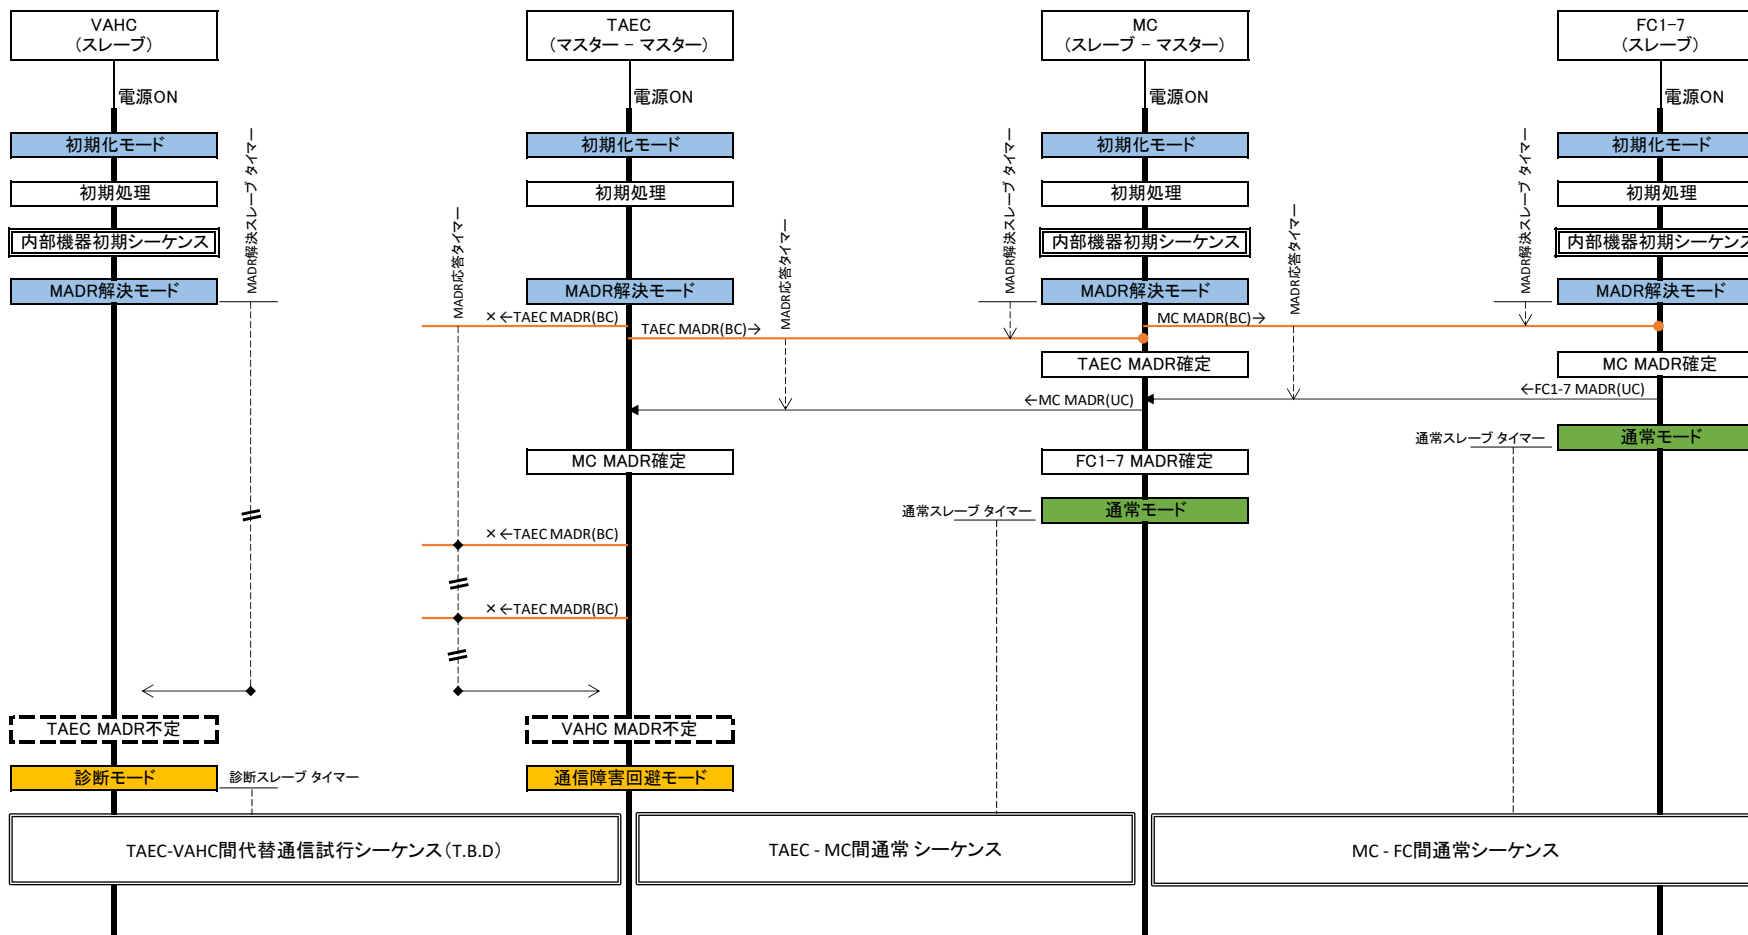 VAHC
(スレーブ)
TAEC
(マスター − マスター)
MC
(スレーブ − マスター)
FC1−7
(スレーブ)
電源ON
電源ON
電源ON
電源ON
初期化モード
初期化モード
初期化モード
初期化モード
初期処理
初期処理
初期処理
初期処理
内部機器初期シーケンス
内部機器初期シーケンス
内部機器初期シーケンス
MADR解決スレーブ タイマー
MADR応答タイマー
MADR応答タイマー
MADR解決スレーブ タイマー
MADR応答タイマー
MADR解決スレーブ タイマー
MADR解決モード
MADR解決モード
MADR解決モード
MADR解決モード
×←TAEC MADR(BC)
TAEC MADR(BC)→
MC MADR(BC)→
TAEC MADR確定
MC MADR確定
←MC MADR(UC)
←FC1-7 MADR(UC)
通常スレーブ タイマー
通常モード
MC MADR確定
FC1−7 MADR確定
通常スレーブ タイマー
通常モード
×←TAEC MADR(BC)
×←TAEC MADR(BC)
TAEC MADR不定
VAHC MADR不定
診断モード
診断スレーブ タイマー
通信障害回避モード
TAEC-VAHC間代替通信試行シーケンス(T.B.D)
TAEC - MC間通常 シーケンス
MC - FC間通常シーケンス